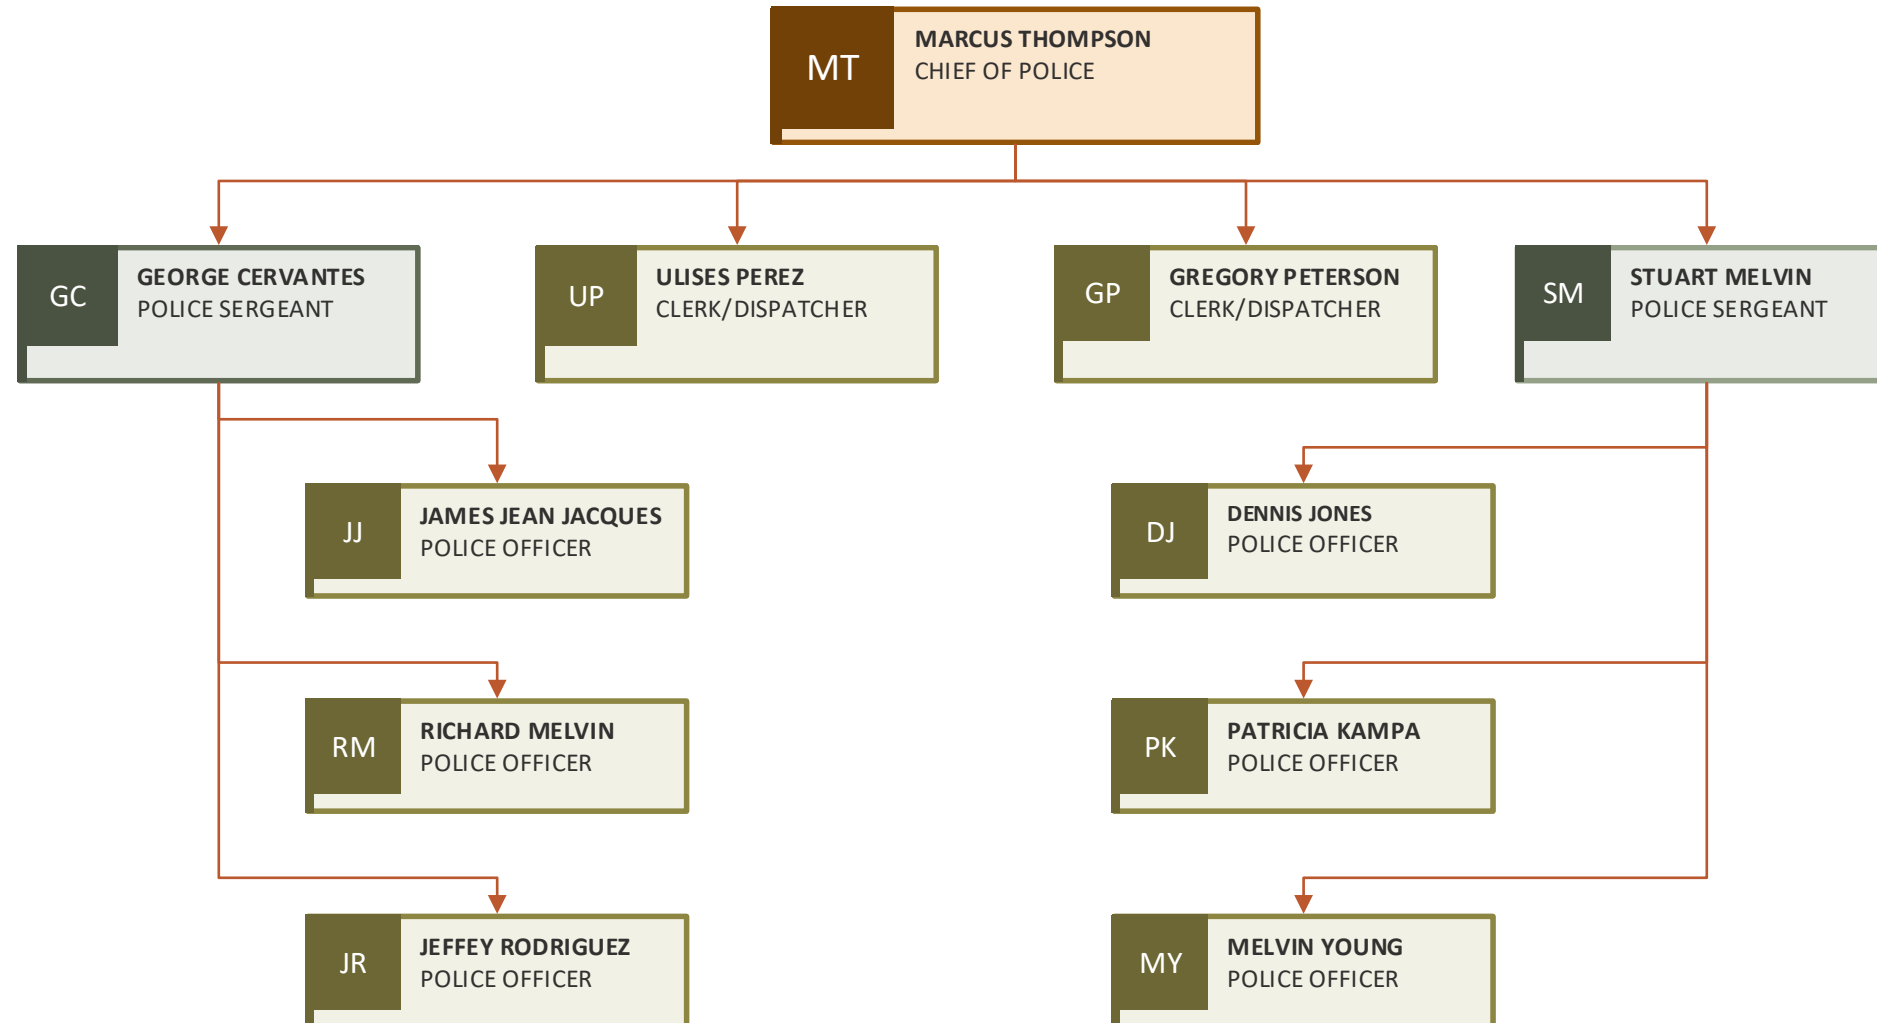 MT
MARCUS THOMPSON
CHIEF OF POLICE
GC
GEORGE CERVANTES
POLICE SERGEANT
UP
ULISES PEREZ
CLERK/DISPATCHER
GP
GREGORY PETERSON
CLERK/DISPATCHER
SM
STUART MELVIN
POLICE SERGEANT
JJ
JAMES JEAN JACQUES
POLICE OFFICER
DJ
DENNIS JONES
POLICE OFFICER
RM
RICHARD MELVIN
POLICE OFFICER
PK
PATRICIA KAMPA
POLICE OFFICER
JR
JEFFEY RODRIGUEZ
POLICE OFFICER
MY
MELVIN YOUNG
POLICE OFFICER